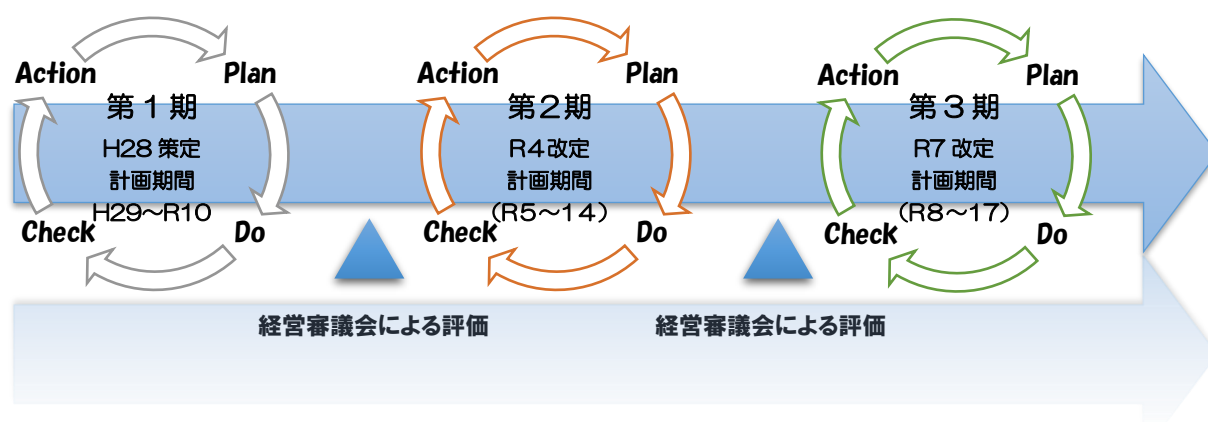 Action
Plan
第1期
H28 策定
計画期間
H29～R10
Check
Do
Action
Plan
第2期
R4改定
計画期間
(R5～14)
Check
Do
Action
Plan
第3期
R7 改定
計画期間
(R8～17)
Check
Do
経営審議会による評価
経営審議会による評価